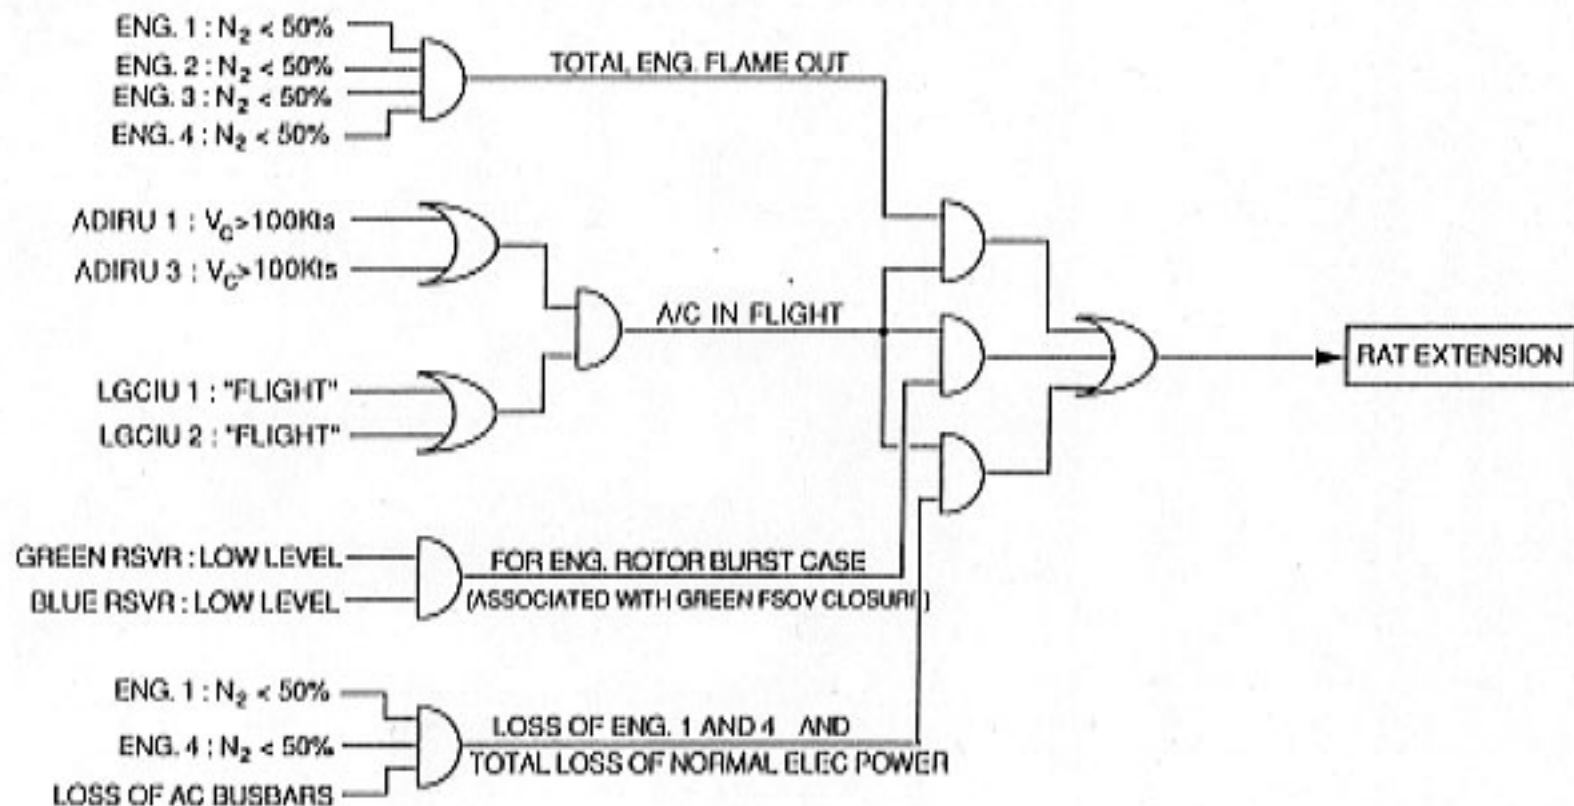 ENG. 1 : N₂ < 50%
ENG. 2 : N₂ < 50%
ENG. 3 : N₂ < 50%
ENG. 4 : N₂ < 50%
TOTAL ENG. FLAME OUT
ADIRU 1 : V_C > 100Kts
ADIRU 3 : V_C > 100Kts
A/C IN FLIGHT
LGCIU 1 : "FLIGHT"
LGCIU 2 : "FLIGHT"
RAT EXTENSION
GREEN RSVR : LOW LEVEL
BLUE RSVR : LOW LEVEL
FOR ENG. ROTOR BURST CASE
(ASSOCIATED WITH GREEN FSOV CLOSURE)
ENG. 1 : N₂ < 50%
ENG. 4 : N₂ < 50%
LOSS OF AC BUSBARS
LOSS OF ENG. 1 AND 4 AND
TOTAL LOSS OF NORMAL ELEC POWER